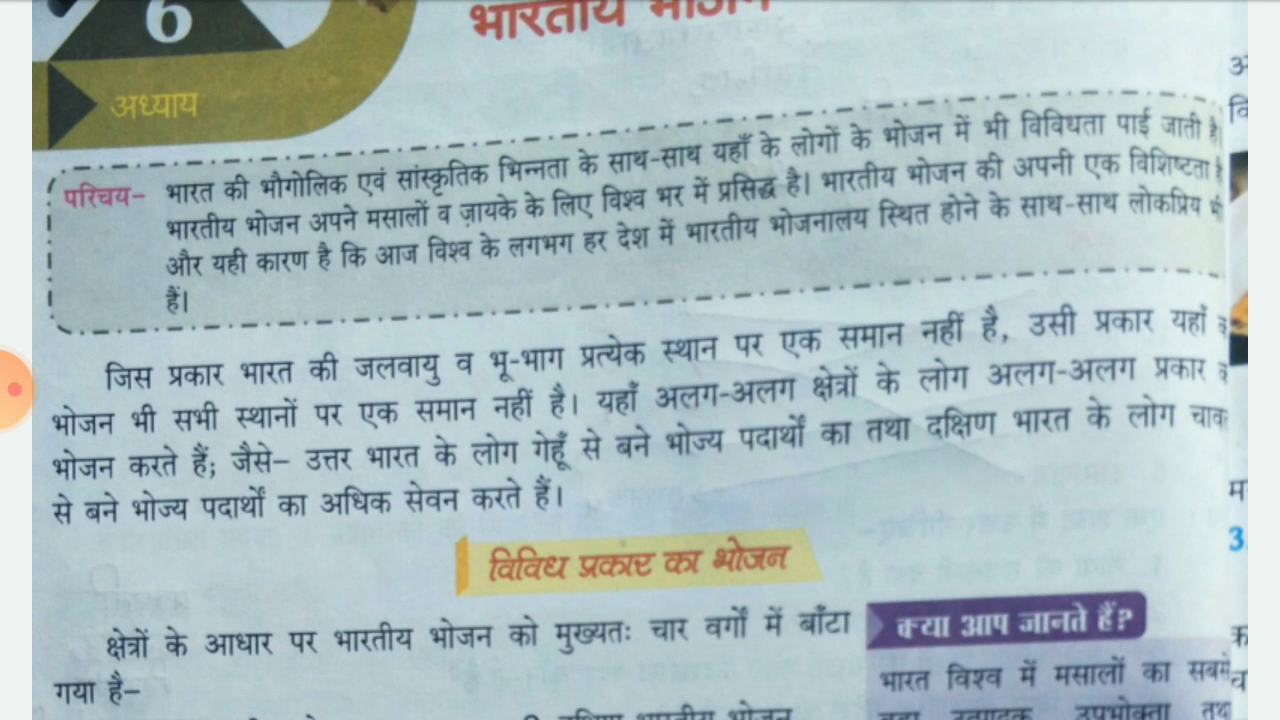 6
भारतीय भोजन
अध्याय
परिचय– भारत की भौगोलिक एवं सांस्कृतिक भिन्नता के साथ-साथ यहाँ के लोगों के भोजन में भी विविधता पाई जाती है।
भारतीय भोजन अपने मसालों व ज़ायके के लिए विश्व भर में प्रसिद्ध है। भारतीय भोजन की अपनी एक विशिष्टता है
और यही कारण है कि आज विश्व के लगभग हर देश में भारतीय भोजनालय स्थित होने के साथ-साथ लोकप्रिय भी
हैं।
जिस प्रकार भारत की जलवायु व भू-भाग प्रत्येक स्थान पर एक समान नहीं है, उसी प्रकार यहाँ
भोजन भी सभी स्थानों पर एक समान नहीं है। यहाँ अलग-अलग क्षेत्रों के लोग अलग-अलग प्रकार
भोजन करते हैं; जैसे– उत्तर भारत के लोग गेहूँ से बने भोज्य पदार्थों का तथा दक्षिण भारत के लोग
से बने भोज्य पदार्थों का अधिक सेवन करते हैं।
विविध प्रकार का भोजन
क्षेत्रों के आधार पर भारतीय भोजन को मुख्यतः चार वर्गों में बाँटा
गया है–
क्या आप जानते हैं?
भारत विश्व में मसालों का सबसे
3.